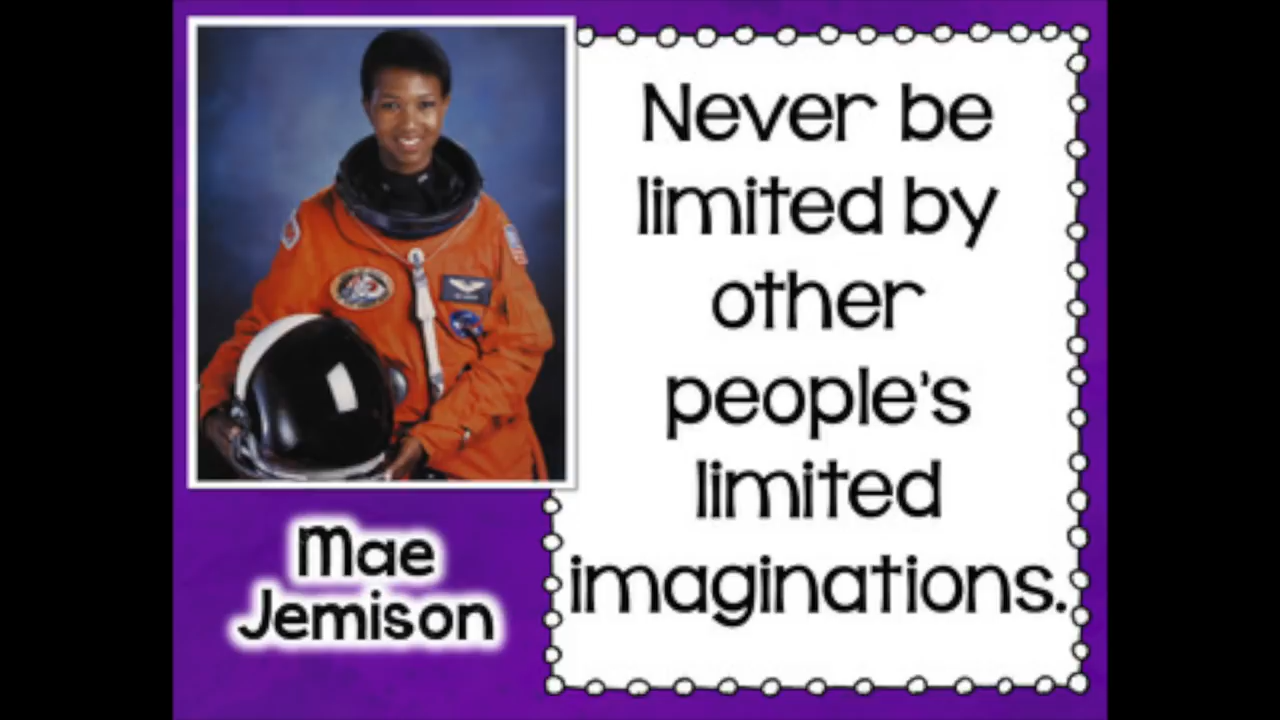 Never be
limited by
other
people's
limited
imaginations.
Mae
Jemison